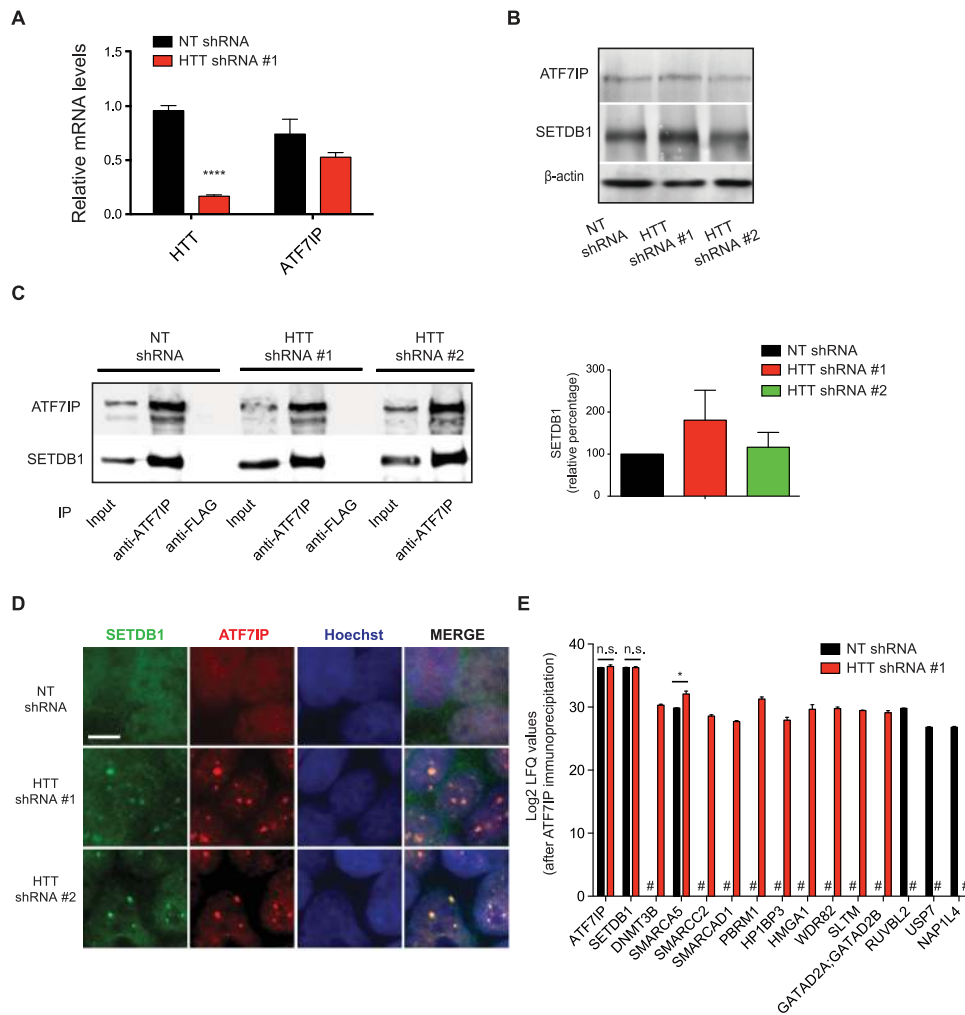 A
NT shRNA
HTT shRNA #1
Relative mRNA levels
1.5
1.0
0.5
0.0
****
HTT
ATF7IP
B
ATF7IP
SETDB1
β-actin
NT
shRNA
HTT
shRNA #1
HTT
shRNA #2
C
NT
shRNA
HTT
shRNA #1
HTT
shRNA #2
ATF7IP
SETDB1
IP
Input
anti-ATF7IP
anti-FLAG
Input
anti-ATF7IP
anti-FLAG
Input
anti-ATF7IP
NT shRNA
HTT shRNA #1
HTT shRNA #2
SETDB1
(relative percentage)
300
200
100
0
D
SETDB1
ATF7IP
Hoechst
MERGE
NT
shRNA
HTT
shRNA #1
HTT
shRNA #2
E
NT shRNA
HTT shRNA #1
Log2 LFQ values
(after ATF7IP immunoprecipitation)
40
30
20
10
0
n.s.
n.s.
*
# # # # # # # # # # # # #
ATF7IP
SETDB1
DNMT3B
SMARCA5
SMARCC2
SMARCAD1
PBRM1
HP1BP3
HMGA1
WDR82
SLTM
GATAD2A;GATAD2B
RUVBL2
USP7
NAP1L4